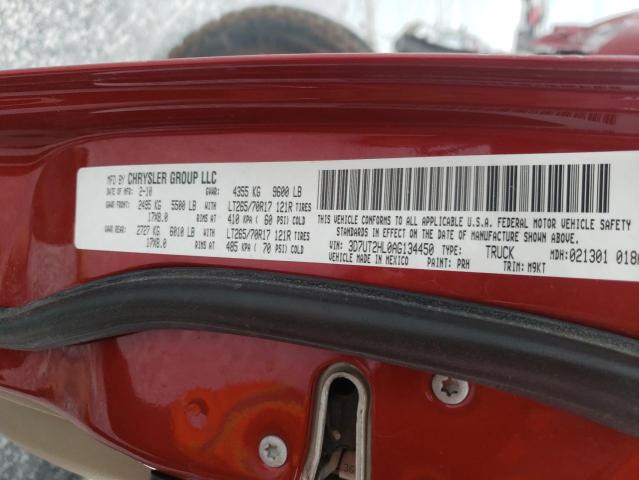 MFD BY CHRYSLER GROUP LLC
DATE OF MFD 2-10 GVWR: 4355 KG 9600 LB
GAWR FRONT: 2495 KG 5500 LB WITH LT265/70R17 121R TIRES
17X8.0 RIMS AT 410 KPA ( 60 PSI) COLD
GAWR REAR: 2727 KG 6010 LB WITH LT265/70R17 121R TIRES
17X8.0 RIMS AT 485 KPA ( 70 PSI) COLD
THIS VEHICLE CONFORMS TO ALL APPLICABLE U.S.A. FEDERAL MOTOR VEHICLE SAFETY
STANDARDS IN EFFECT ON THE DATE OF MANUFACTURE SHOWN ABOVE.
VIN: 3D7UT2HL0AG134450 TYPE: TRUCK MDH: 021301 018
VEHICLE MADE IN MEXICO PAINT: PRH TRIM: M9KT